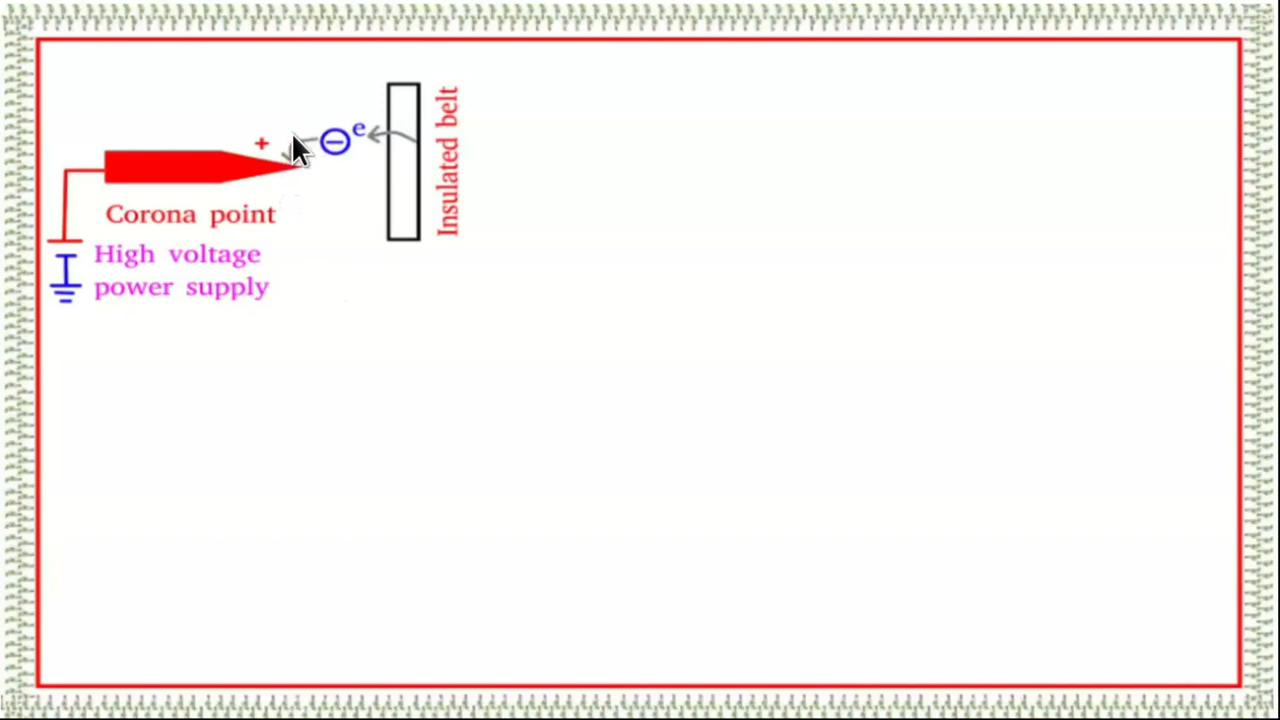 +
e
Insulated belt
Corona point
High voltage
power supply